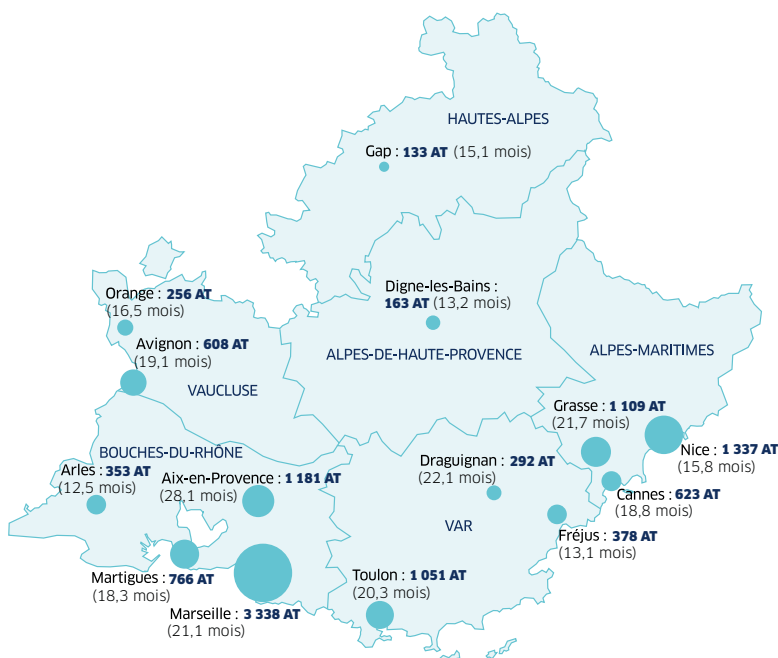 HAUTES-ALPES
Gap : 133 AT (15,1 mois)
Digne-les-Bains :
163 AT (13,2 mois)
ALPES-DE-HAUTE-PROVENCE
Orange : 256 AT
(16,5 mois)
Avignon : 608 AT
(19,1 mois)
VAUCLUSE
ALPES-MARITIMES
Grasse : 1 109 AT
(21,7 mois)
Nice : 1 337 AT
(15,8 mois)
Cannes : 623 AT
(18,8 mois)
BOUCHES-DU-RHÔNE
Arles : 353 AT
(12,5 mois)
Aix-en-Provence : 1 181 AT
(28,1 mois)
Martigues : 766 AT
(18,3 mois)
Marseille : 3 338 AT
(21,1 mois)
Draguignan : 292 AT
(22,1 mois)
VAR
Fréjus : 378 AT
(13,1 mois)
Toulon : 1 051 AT
(20,3 mois)